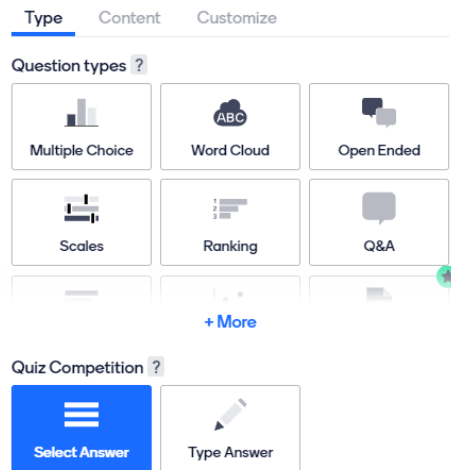 Type Content Customize
Question types ?
Multiple Choice
ABC
Word Cloud
Open Ended
Scales
1
2
3
Ranking
Q&A
+ More
Quiz Competition ?
Select Answer
Type Answer